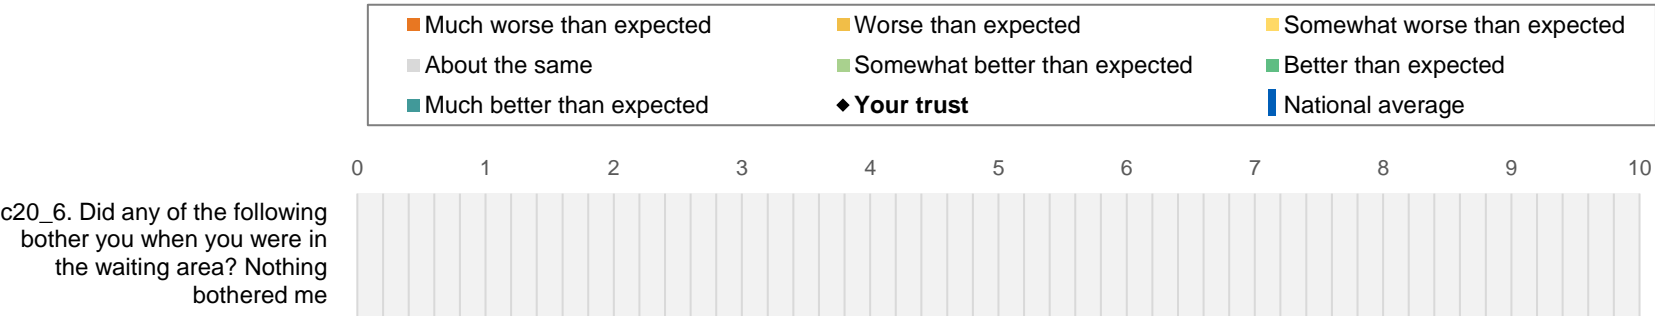 Much worse than expected
Worse than expected
Somewhat worse than expected
About the same
Somewhat better than expected
Better than expected
Much better than expected
Your trust
National average
0 1 2 3 4 5 6 7 8 9 10
c20_6. Did any of the following
bother you when you were in
the waiting area? Nothing
bothered me